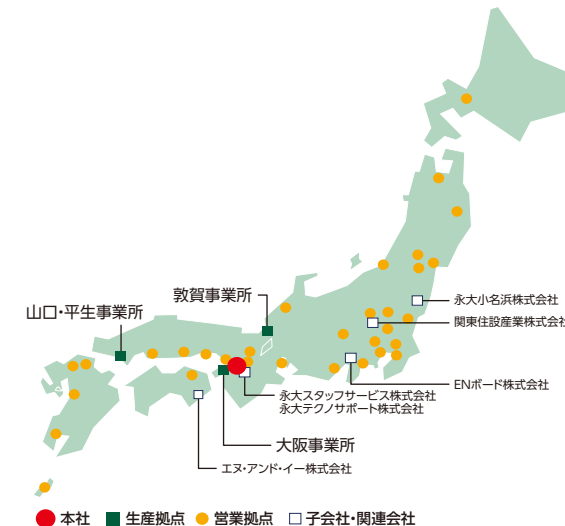 永大小名浜株式会社
敦賀事業所
山口・平生事業所
関東住設産業株式会社
ENボード株式会社
永大スタッフサービス株式会社
永大テクノサポート株式会社
大阪事業所
エヌ・アンド・イー株式会社
本社 生産拠点 営業拠点 子会社・関連会社